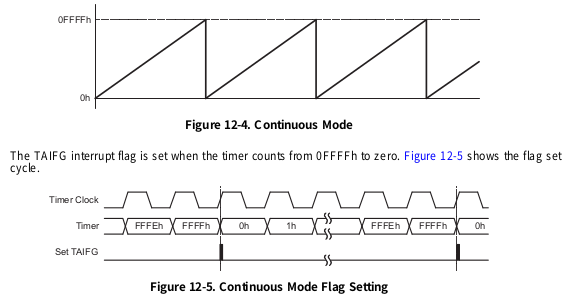 0FFFFh
0h
Figure 12-4. Continuous Mode
The TAIFG interrupt flag is set when the timer counts from 0FFFFh to zero. Figure 12-5 shows the flag set
cycle.
Timer Clock
Timer FFFEh FFFFh 0h 1h FFFEh FFFFh 0h
Set TAIFG
Figure 12-5. Continuous Mode Flag Setting